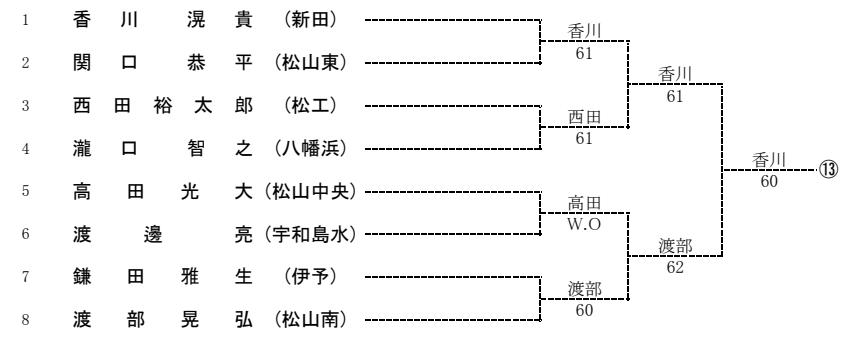 1 香川 滉貴 (新田)
香川
61
2 関口 恭平 (松山東)
香川
61
3 西田裕太郎 (松工)
西田
61
4 瀧口 智之 (八幡浜)
香川
60
⑬
5 高田光大 (松山中央)
高田
W.O
6 渡邊 亮 (宇和島水)
渡部
62
7 鎌田雅生 (伊予)
渡部
60
8 渡部晃弘 (松山南)